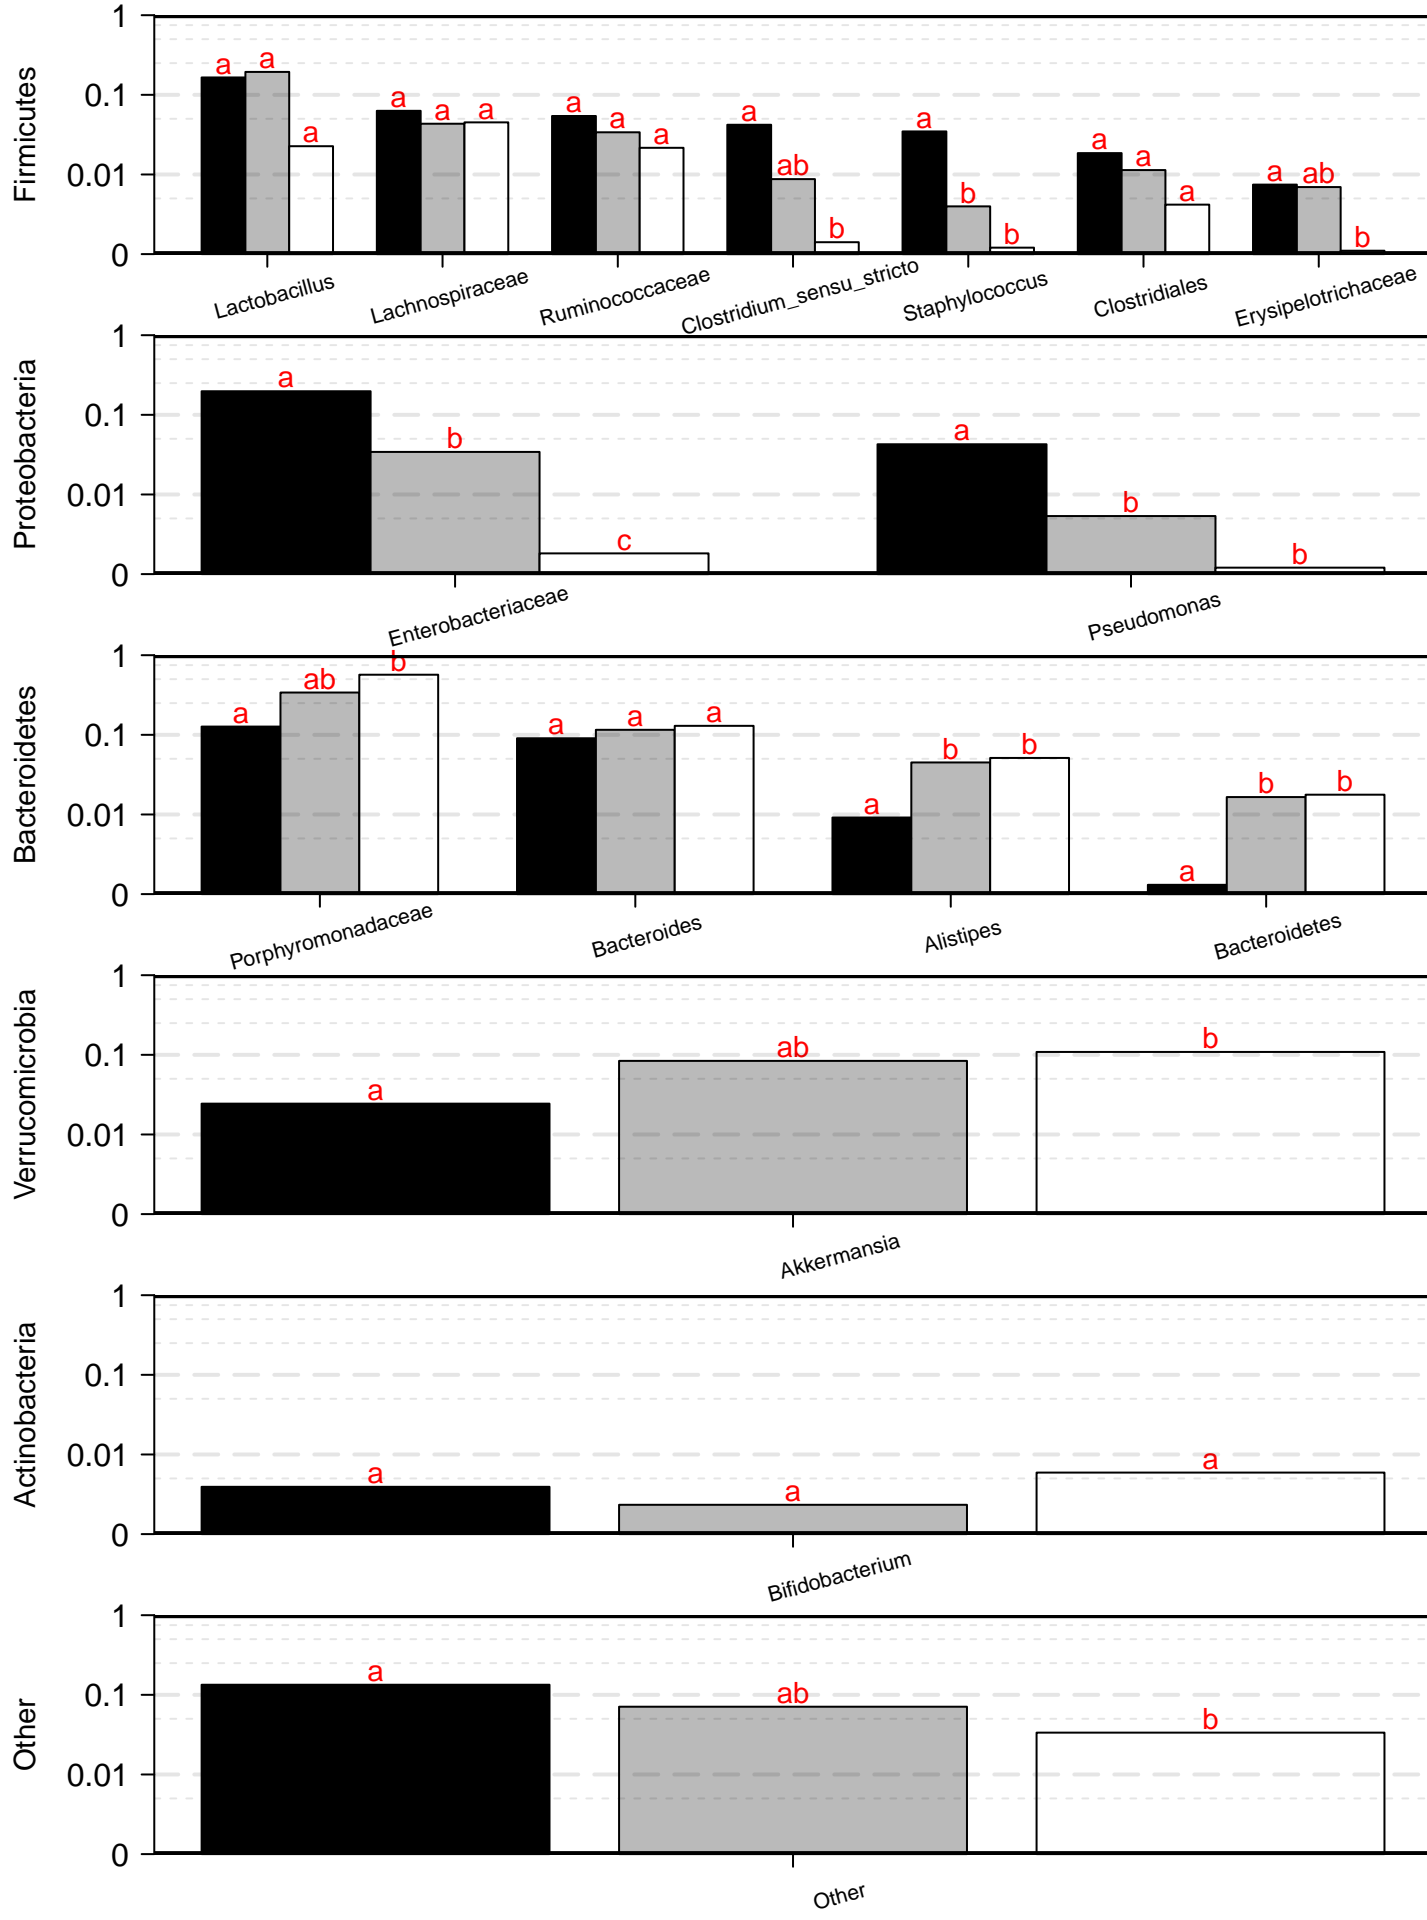 Firmicutes
1
0.1
0.01
0
a a a
a a a
a a a
a ab b
a b b
a a a
a ab b
Lactobacillus
Lachnospiraceae
Ruminococcaceae
Clostridium_sensu_stricto
Staphylococcus
Clostridiales
Erysipelotrichaceae
Proteobacteria
1
0.1
0.01
0
a b c
a b b
Enterobacteriaceae
Pseudomonas
Bacteroidetes
1
0.1
0.01
0
a ab b
a a a
a b b
a b b
Porphyromonadaceae
Bacteroides
Alistipes
Bacteroidetes
Verrucomicrobia
1
0.1
0.01
0
a ab b
Akkermansia
Actinobacteria
1
0.1
0.01
0
a a a
Bifidobacterium
Other
1
0.1
0.01
0
a ab b
Other